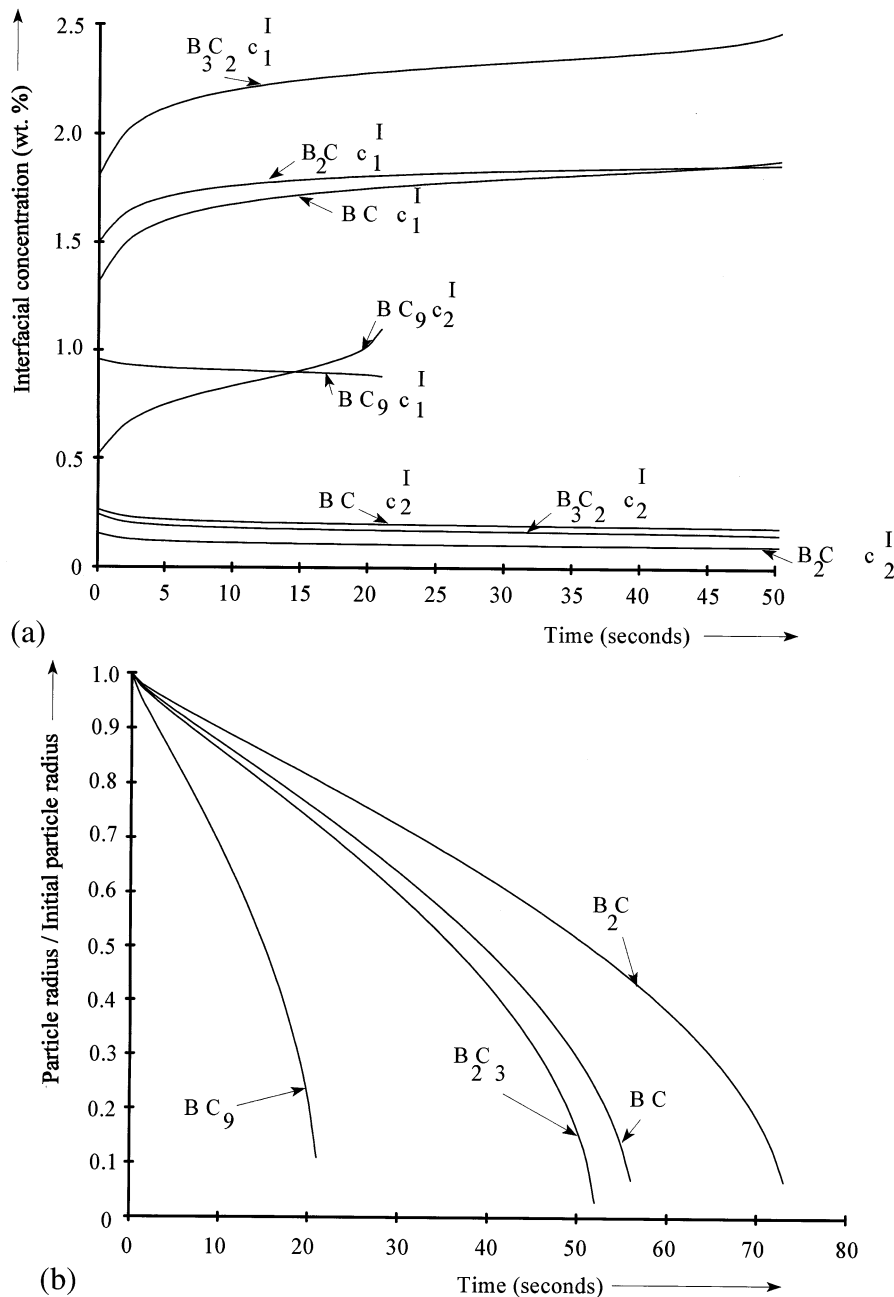 Interfacial concentration (wt. %)
2.5
2.0
1.5
1.0
0.5
0
B₃C₂ c₁ᴵ
B₂C c₁ᴵ
B C c₁ᴵ
B C₉ c₂ᴵ
B C₉ c₁ᴵ
B C c₂ᴵ
B₃C₂ c₂ᴵ
B₂C c₂ᴵ
0 5 10 15 20 25 30 35 40 45 50
Time (seconds)
(a)
Particle radius / Initial particle radius
1.0
0.9
0.8
0.7
0.6
0.5
0.4
0.3
0.2
0.1
0
B₂C
B₂C₃
B C
B C₉
0 10 20 30 40 50 60 70 80
Time (seconds)
(b)